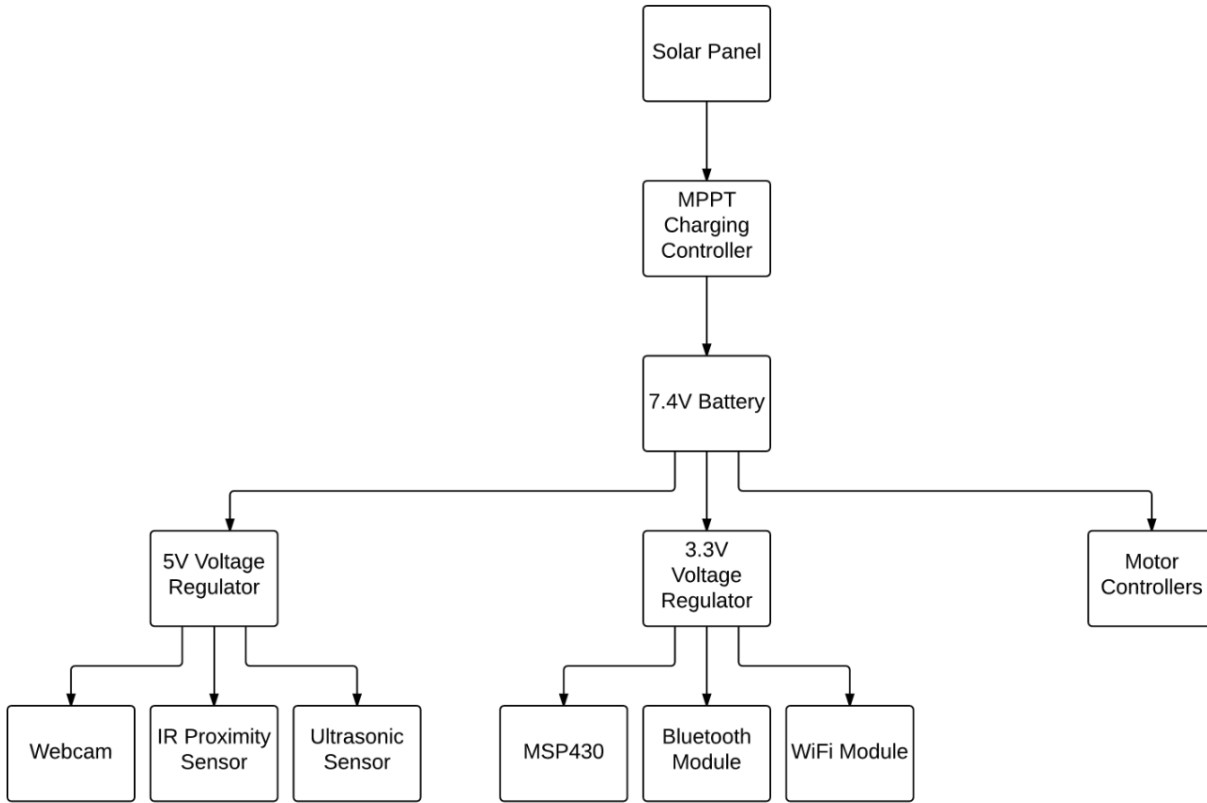 Solar Panel
MPPT
Charging
Controller
7.4V Battery
5V Voltage
Regulator
3.3V
Voltage
Regulator
Motor
Controllers
Webcam
IR Proximity
Sensor
Ultrasonic
Sensor
MSP430
Bluetooth
Module
WiFi Module